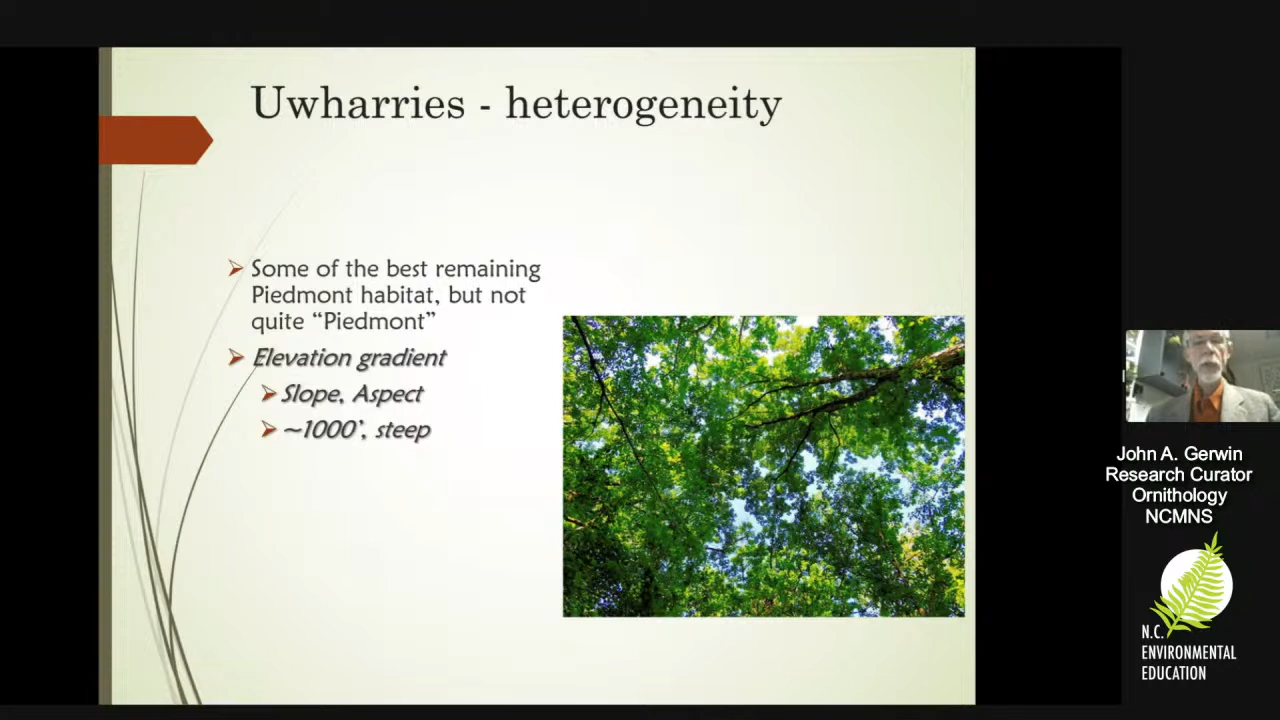 Uwharries - heterogeneity
Some of the best remaining
Piedmont habitat, but not
quite “Piedmont”
Elevation gradient
Slope, Aspect
~1000’, steep
John A. Gerwin
Research Curator
Ornithology
NCMNS
N.C.
ENVIRONMENTAL
EDUCATION